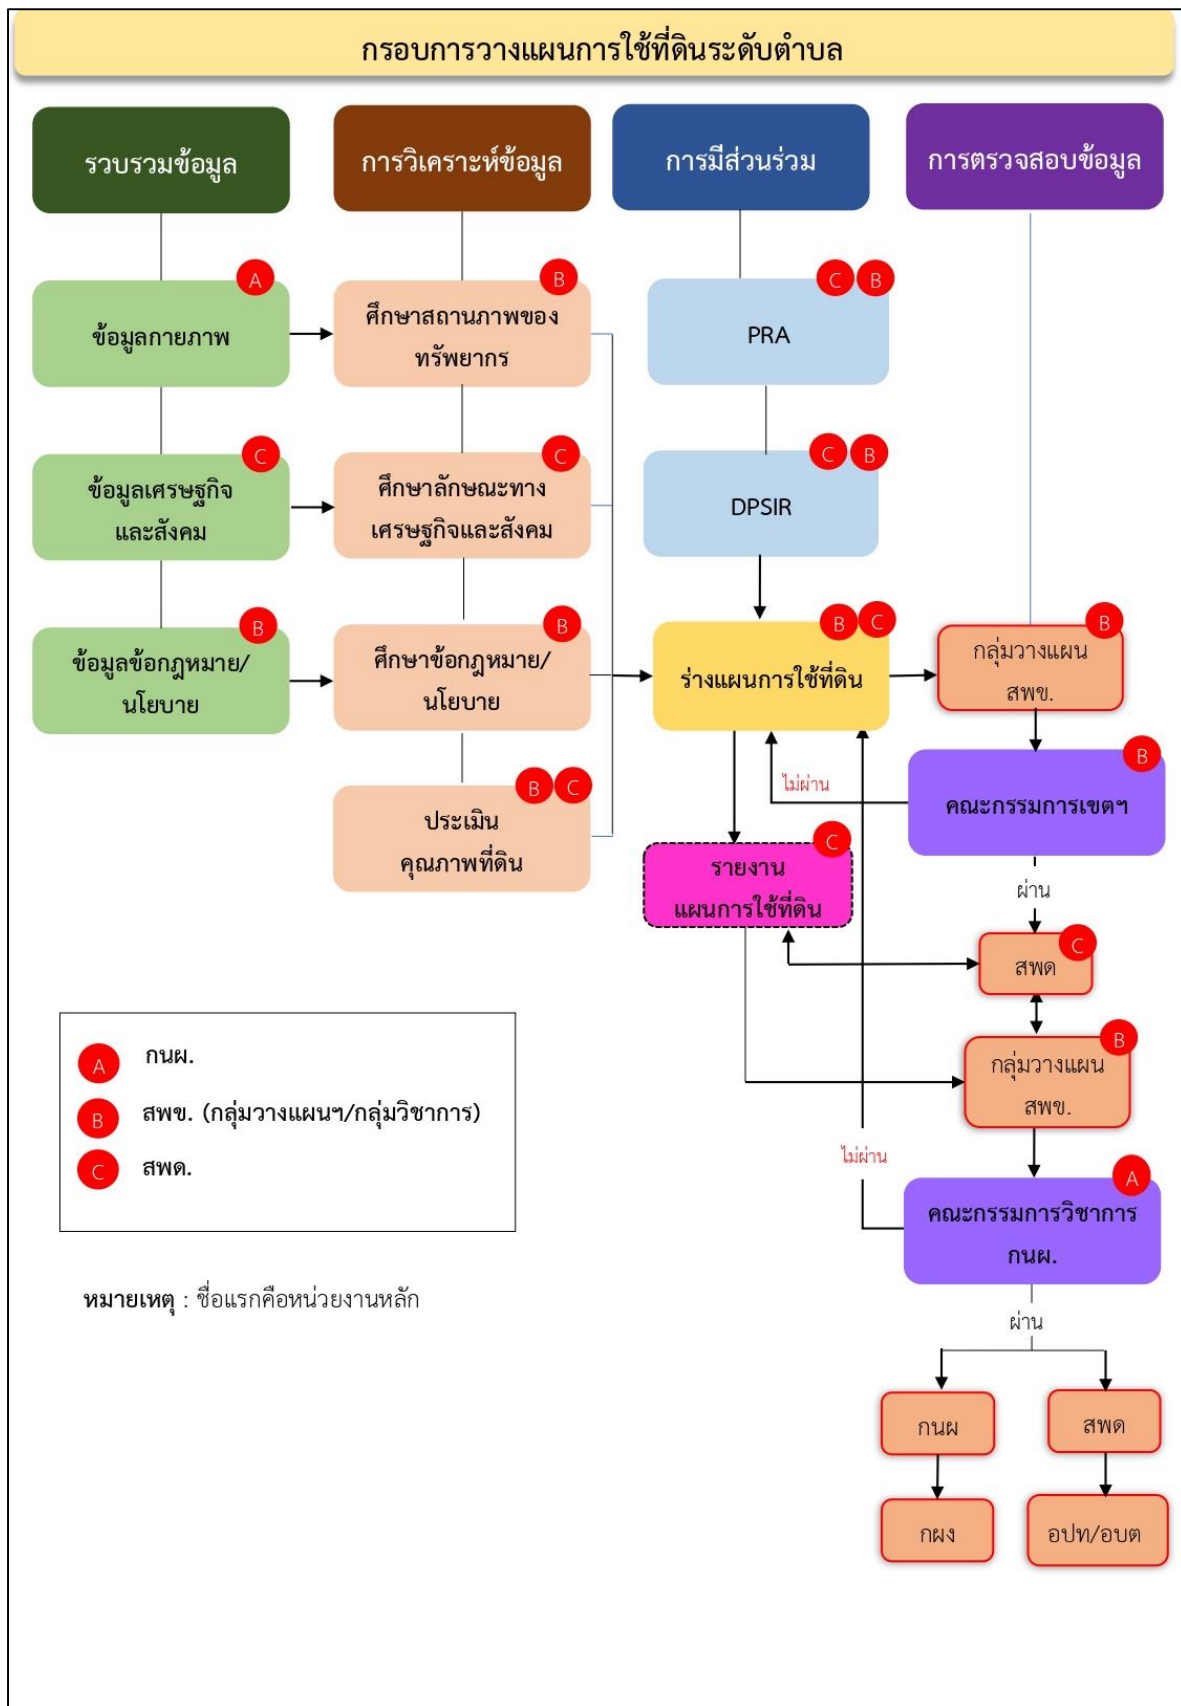 กรอบการวางแผนการใช้ที่ดินระดับตำบล
รวบรวมข้อมูล
การวิเคราะห์ข้อมูล
การมีส่วนร่วม
การตรวจสอบข้อมูล
A
ข้อมูลกายภาพ
B
ศึกษาสถานภาพของ
ทรัพยากร
C B
PRA
C
ข้อมูลเศรษฐกิจ
และสังคม
C
ศึกษาลักษณะทาง
เศรษฐกิจและสังคม
C B
DPSIR
B
ข้อมูลข้อกฎหมาย/
นโยบาย
B
ศึกษาข้อกฎหมาย/
นโยบาย
B C
ร่างแผนการใช้ที่ดิน
B
กลุ่มวางแผน
สพข.
B C
ประเมิน
คุณภาพที่ดิน
ไม่ผ่าน
B
คณะกรรมการเขตฯ
C
รายงาน
แผนการใช้ที่ดิน
ผ่าน
C
สพด
B
กลุ่มวางแผน
สพข.
ไม่ผ่าน
A
คณะกรรมการวิชาการ
กนผ.
ผ่าน
กนผ
สพด
กผง
อปท/อบต
A กนผ.
B สพข. (กลุ่มวางแผนฯ/กลุ่มวิชาการ)
C สพด.
หมายเหตุ : ชื่อแรกคือหน่วยงานหลัก